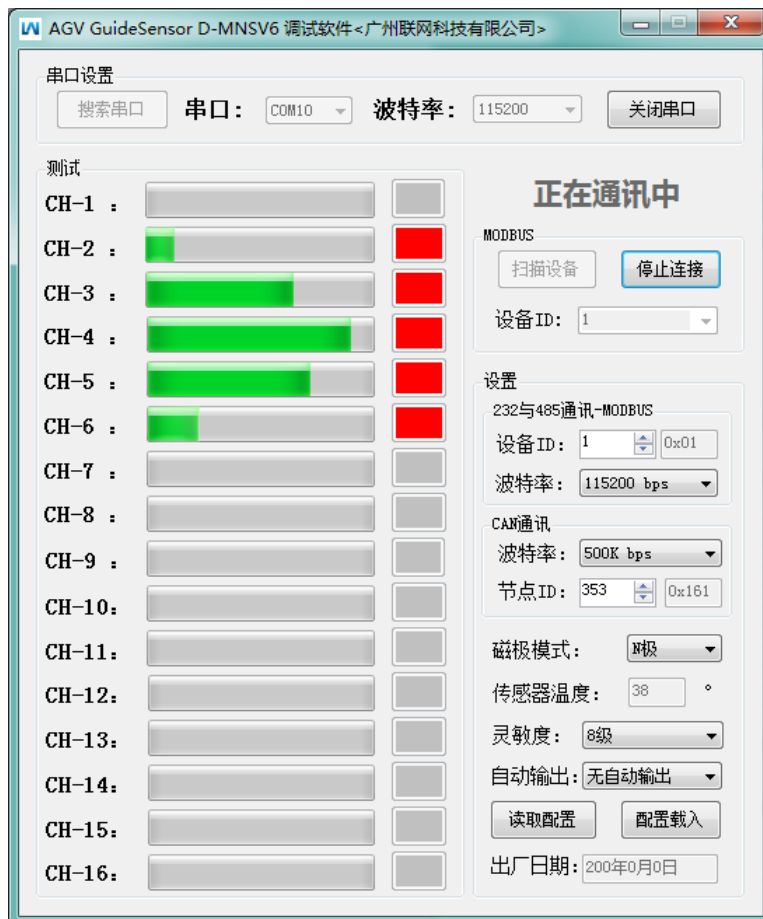 AGV GuideSensor D-MNSV6 调试软件<广州联网科技有限公司>
串口设置
搜索串口 串口: COM10 波特率: 115200 关闭串口
测试
CH-1 :
CH-2 :
CH-3 :
CH-4 :
CH-5 :
CH-6 :
CH-7 :
CH-8 :
CH-9 :
CH-10:
CH-11:
CH-12:
CH-13:
CH-14:
CH-15:
CH-16:
正在通讯中
MODBUS
扫描设备 停止连接
设备ID: 1
设置
232与485通讯-MODBUS
设备ID: 1 0x01
波特率: 115200 bps
CAN通讯
波特率: 500K bps
节点ID: 353 0x161
磁极模式: N极
传感器温度: 38 °
灵敏度: 8级
自动输出: 无自动输出
读取配置 配置载入
出厂日期: 200年0月0日